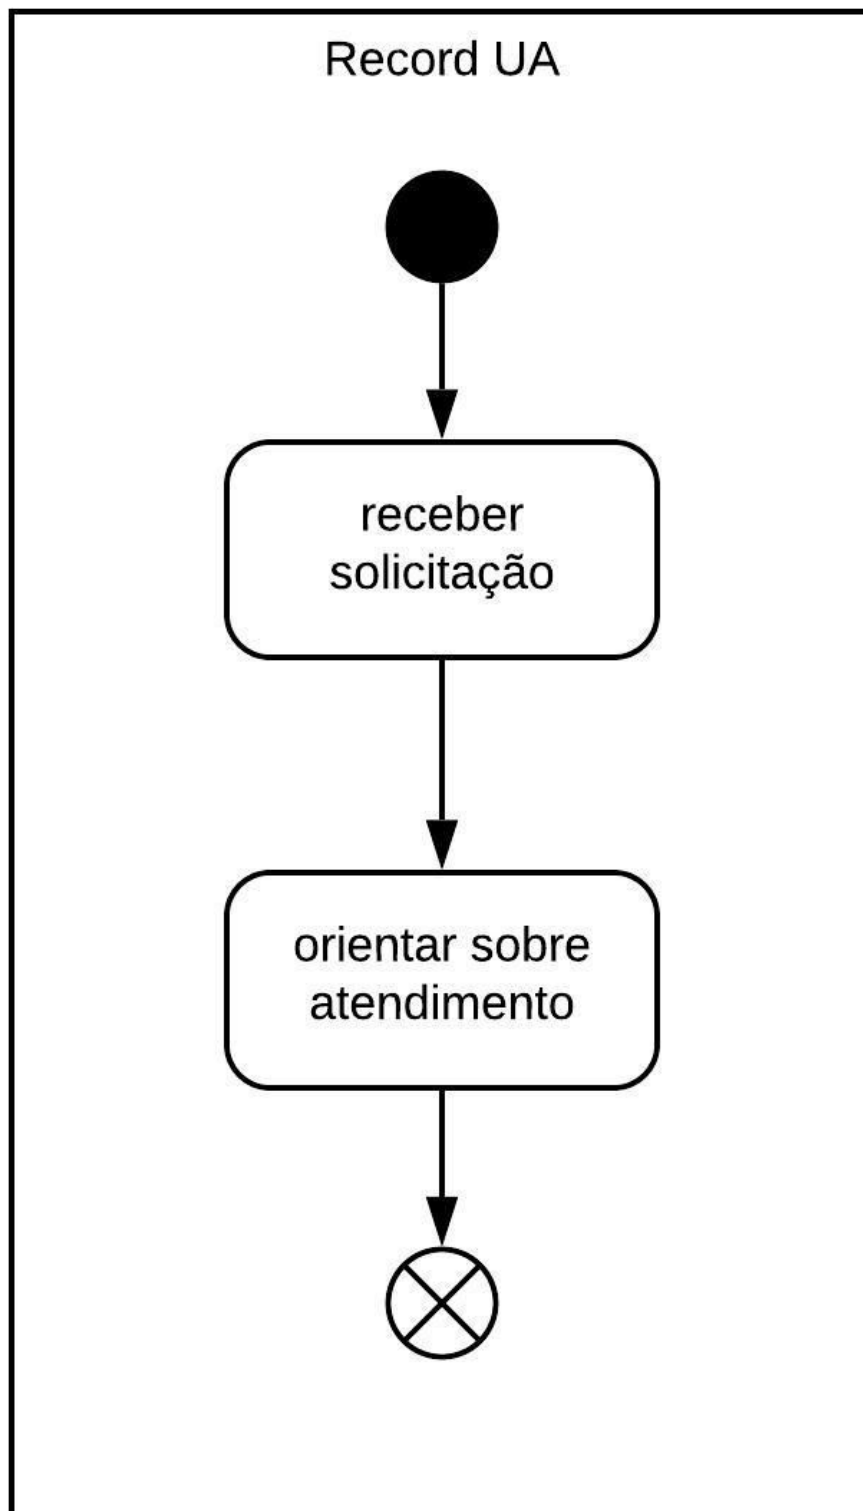 Record UA
receber
solicitação
orientar sobre
atendimento